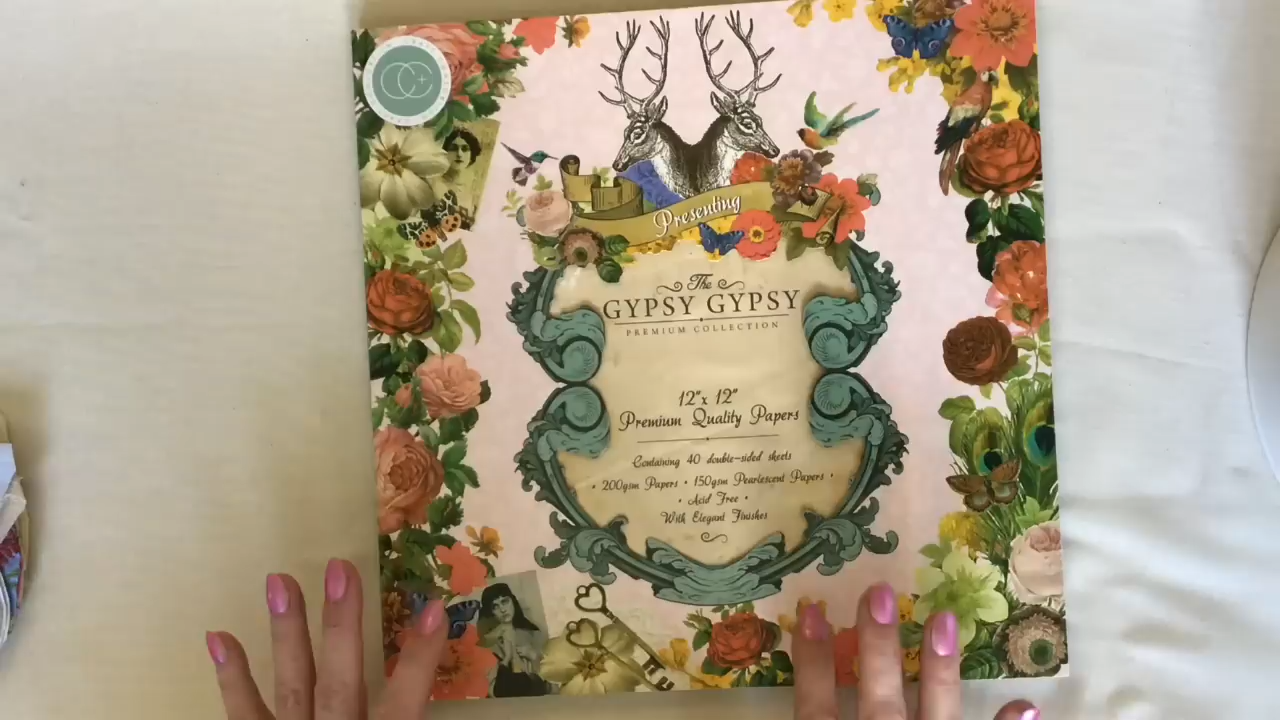 Presenting
The
GYPSY GYPSY
PREMIUM COLLECTION
12"x 12"
Premium Quality Papers
Containing 40 double-sided sheets
• 200gsm Papers • 150gsm Pearlescent Papers •
• Acid Free •
With Elegant Finishes